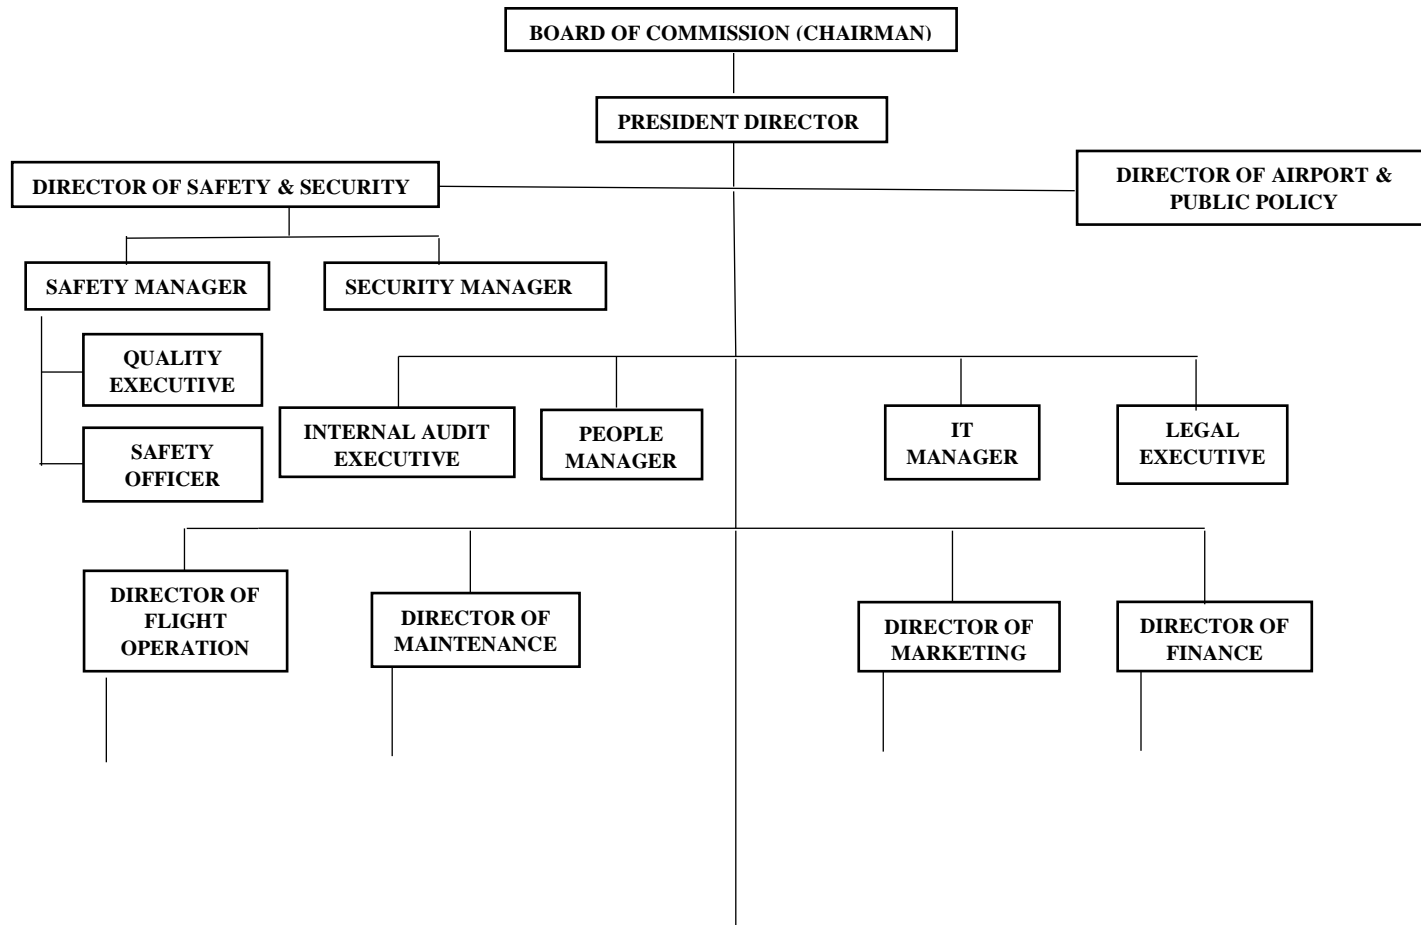 BOARD OF COMMISSION (CHAIRMAN)
PRESIDENT DIRECTOR
DIRECTOR OF SAFETY & SECURITY
DIRECTOR OF AIRPORT &
PUBLIC POLICY
SAFETY MANAGER
SECURITY MANAGER
QUALITY
EXECUTIVE
SAFETY
OFFICER
INTERNAL AUDIT
EXECUTIVE
PEOPLE
MANAGER
IT
MANAGER
LEGAL
EXECUTIVE
DIRECTOR OF
FLIGHT
OPERATION
DIRECTOR OF
MAINTENANCE
DIRECTOR OF
MARKETING
DIRECTOR OF
FINANCE